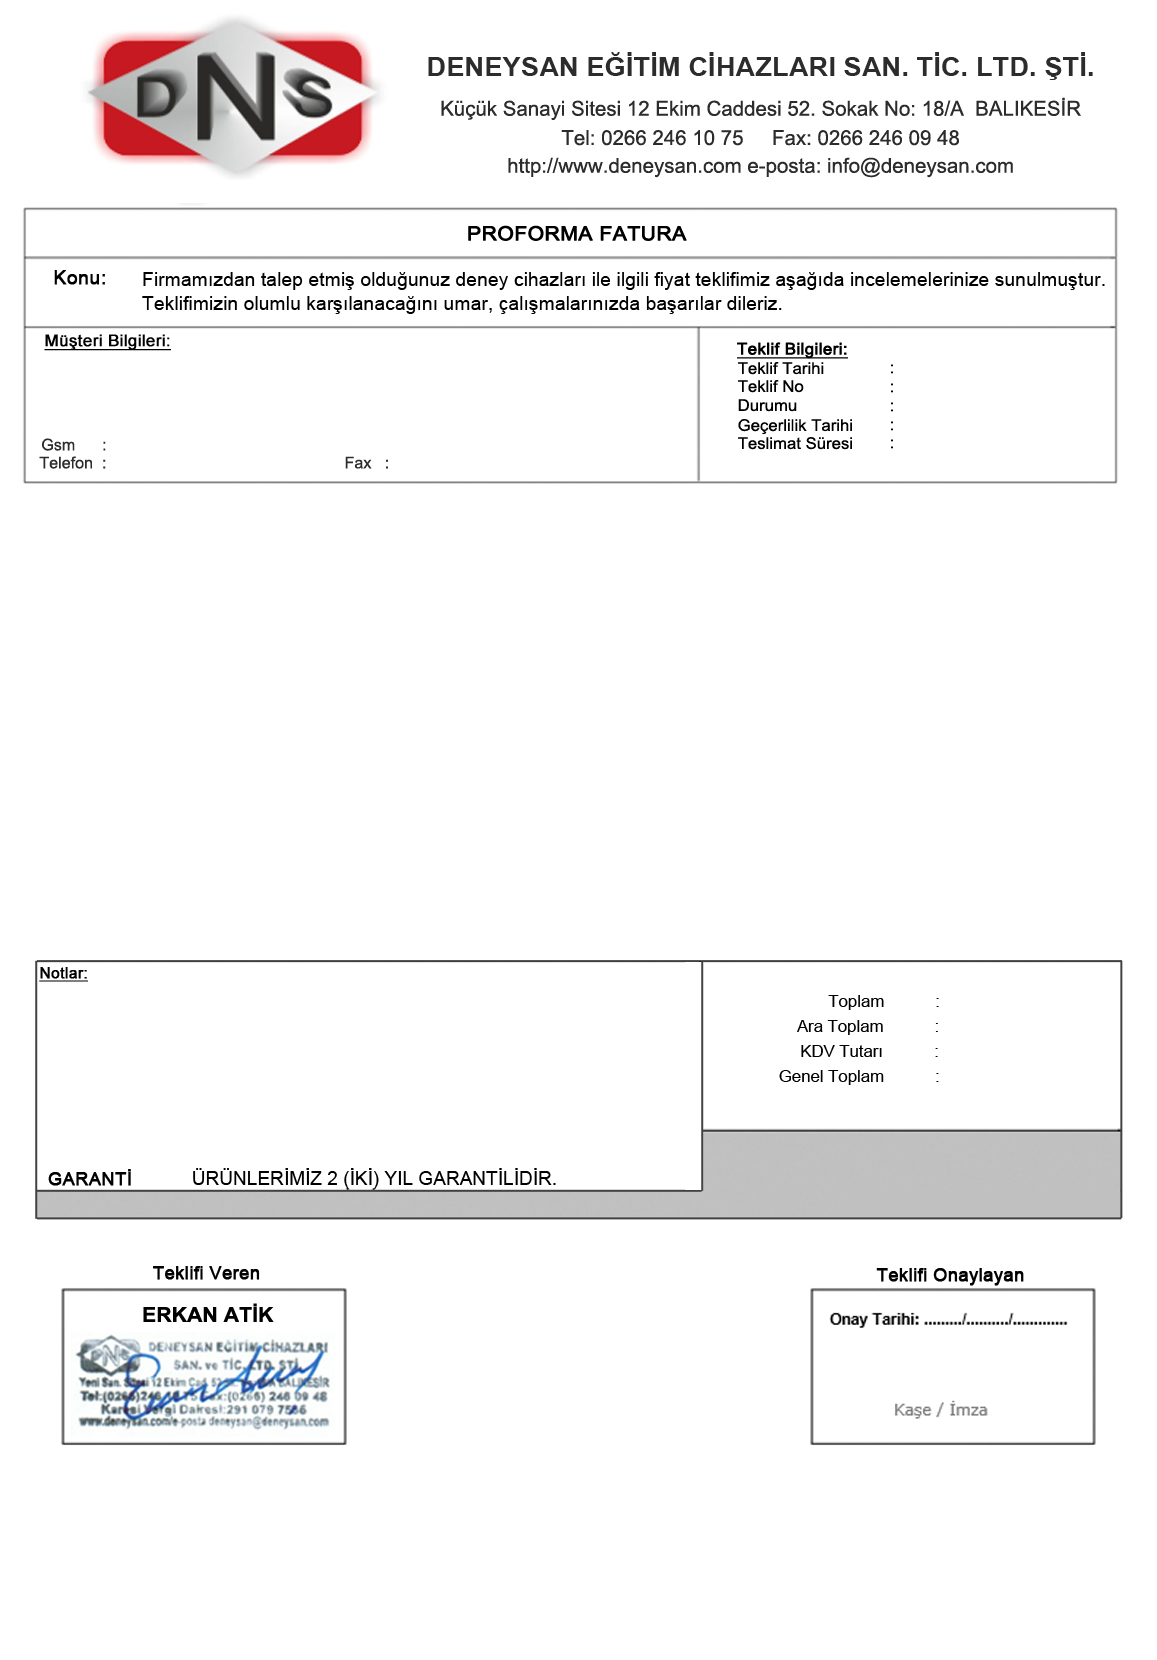 DNS
DENEYSAN EĞİTİM CİHAZLARI SAN. TİC. LTD. ŞTİ.
Küçük Sanayi Sitesi 12 Ekim Caddesi 52. Sokak No: 18/A BALIKESİR
Tel: 0266 246 10 75 Fax: 0266 246 09 48
http://www.deneysan.com e-posta: info@deneysan.com
PROFORMA FATURA
Konu: Firmamızdan talep etmiş olduğunuz deney cihazları ile ilgili fiyat teklifimiz aşağıda incelemelerinize sunulmuştur.
Teklifimizin olumlu karşılanacağını umar, çalışmalarınızda başarılar dileriz.
Müşteri Bilgileri:
Gsm :
Telefon : Fax :
Teklif Bilgileri:
Teklif Tarihi :
Teklif No :
Durumu :
Geçerlilik Tarihi :
Teslimat Süresi :
Notlar:
GARANTİ ÜRÜNLERİMİZ 2 (İKİ) YIL GARANTİLİDİR.
Toplam :
Ara Toplam :
KDV Tutarı :
Genel Toplam :
Teklifi Veren
ERKAN ATİK
DNS
DENEYSAN EĞİTİM CİHAZLARI
SAN. ve TİC. LTD. ŞTİ.
Yeni San. Sitesi 12 Ekim Cad. BALIKESİR
Tel:(0266)246 Fax:(0266) 246 09 48
Karesi Vergi Dairesi:291 079
www.deneysan.com/e-posta deneysan@deneysan.com
Teklifi Onaylayan
Onay Tarihi: ........./........../.............
Kaşe / İmza